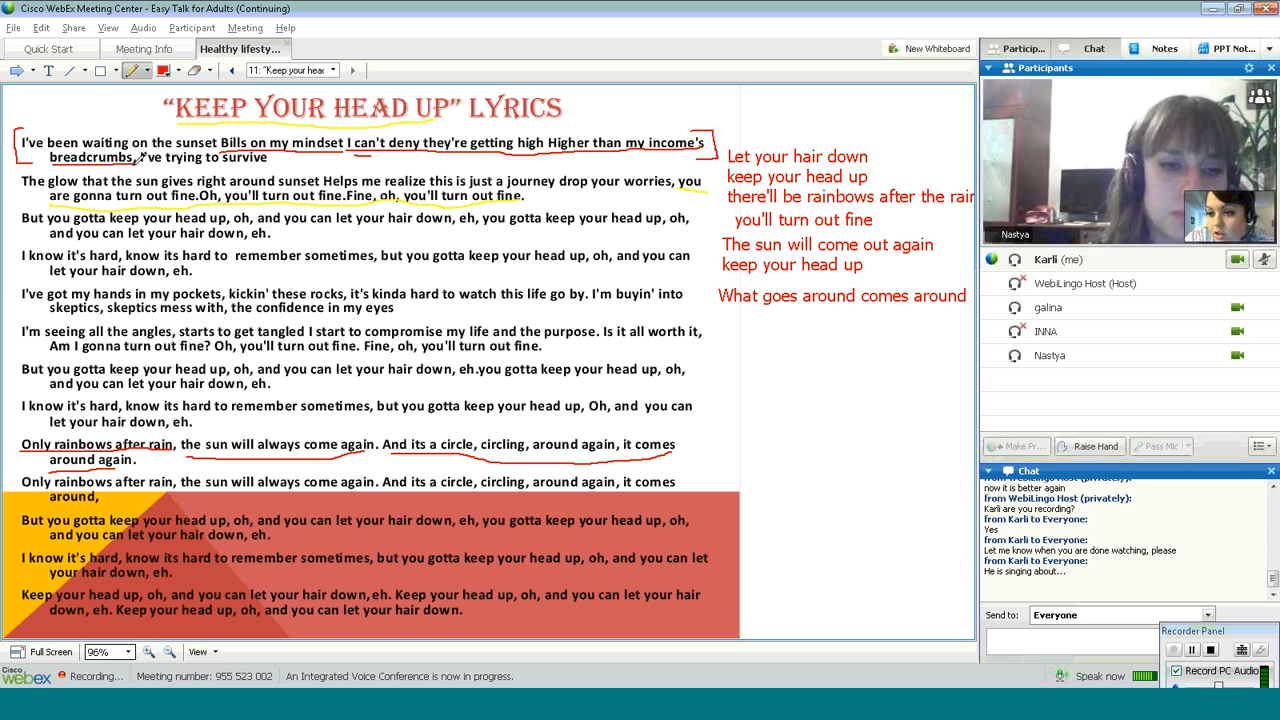 Cisco WebEx Meeting Center - Easy Talk for Adults (Continuing)
File Edit Share View Audio Participant Meeting Help
Quick Start Meeting Info Healthy lifesty... New Whiteboard
11: "Keep your head
"KEEP YOUR HEAD UP" LYRICS
I've been waiting on the sunset Bills on my mindset I can't deny they're getting high Higher than my income's
breadcrumbs, I've trying to survive
The glow that the sun gives right around sunset Helps me realize this is just a journey drop your worries, you
are gonna turn out fine.Oh, you'll turn out fine.Fine, oh, you'll turn out fine.
But you gotta keep your head up, oh, and you can let your hair down, eh, you gotta keep your head up, oh,
and you can let your hair down, eh.
I know it's hard, know its hard to remember sometimes, but you gotta keep your head up, oh, and you can
let your hair down, eh.
I've got my hands in my pockets, kickin' these rocks, it's kinda hard to watch this life go by. I'm buyin' into
skeptics, skeptics mess with, the confidence in my eyes
I'm seeing all the angles, starts to get tangled I start to compromise my life and the purpose. Is it all worth it,
Am I gonna turn out fine? Oh, you'll turn out fine. Fine, oh, you'll turn out fine.
But you gotta keep your head up, oh, and you can let your hair down, eh.you gotta keep your head up, oh,
and you can let your hair down, eh.
I know it's hard, know its hard to remember sometimes, but you gotta keep your head up, Oh, and you can
let your hair down, eh.
Only rainbows after rain, the sun will always come again. And its a circle, circling, around again, it comes
around again.
Only rainbows after rain, the sun will always come again. And its a circle, circling, around again, it comes
around,
But you gotta keep your head up, oh, and you can let your hair down, eh, you gotta keep your head up, oh,
and you can let your hair down, eh.
I know it's hard, know its hard to remember sometimes, but you gotta keep your head up, oh, and you can let
your hair down, eh.
Keep your head up, oh, and you can let your hair down, eh. Keep your head up, oh, and you can let your hair
down, eh. Keep your head up, oh, and you can let your hair down.
Let your hair down
keep your head up
there'll be rainbows after the rain
you'll turn out fine
The sun will come out again
keep your head up
What goes around comes around
Particip... Chat Notes PPT Not...
Participants
Nastya
Karli (me)
WebiLingo Host (Host)
galina
INNA
Nastya
Make Pr... Raise Hand Pass Mic
Chat
from WebiLingo Host (privately):
now it is better again
from WebiLingo Host (privately):
Karli are you recording?
from Karli to Everyone:
Yes
from Karli to Everyone:
Let me know when you are done watching, please
from Karli to Everyone:
He is singing about...
Send to: Everyone
Recorder Panel
Record PC Audio
Full Screen 96% View
Cisco webex Recording... Meeting number: 955 523 002 An Integrated Voice Conference is now in progress. Speak now